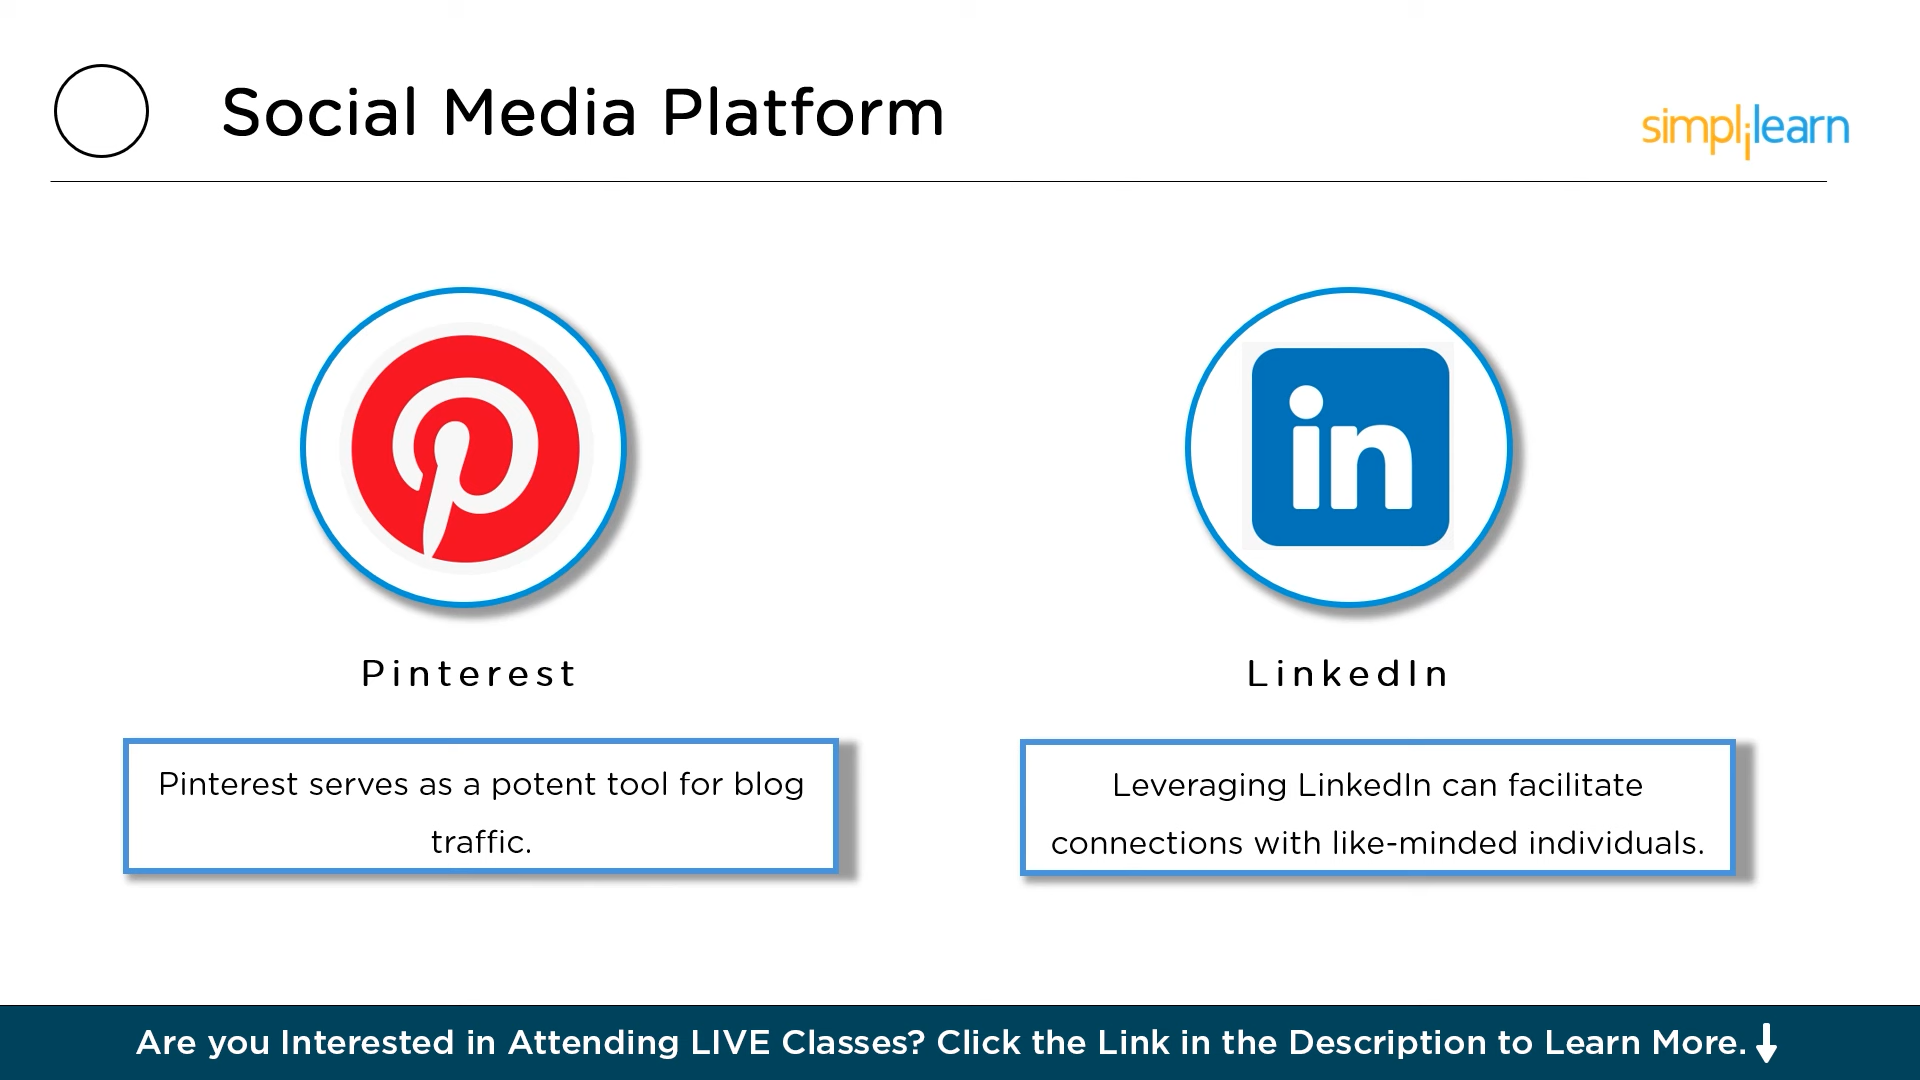 Social Media Platform
simplilearn
in
Pinterest
LinkedIn
Pinterest serves as a potent tool for blog
traffic.
Leveraging LinkedIn can facilitate
connections with like-minded individuals.
Are you Interested in Attending LIVE Classes? Click the Link in the Description to Learn More.